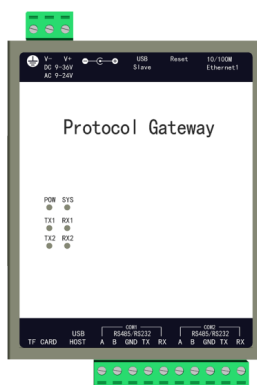 V- V+ USB Reset 10/100M
DC 9-36V Slave Ethernet1
AC 9-24V
Protocol Gateway
POW SYS
TX1 RX1
TX2 RX2
COM1 COM2
USB RS485/RS232 RS485/RS232
TF CARD HOST A B GND TX RX A B GND TX RX